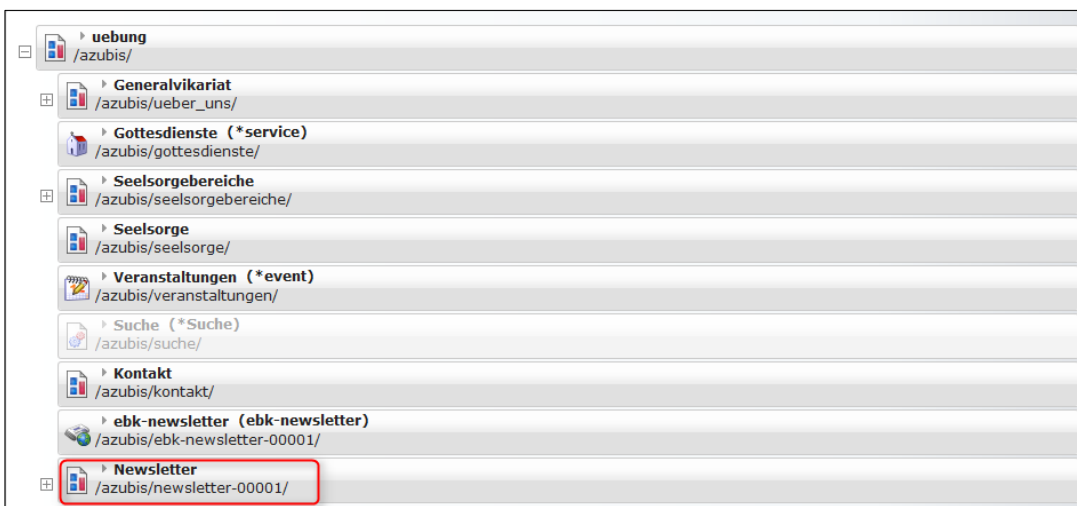 uebung
/azubis/
Generalvikariat
/azubis/ueber_uns/
Gottesdienste (*service)
/azubis/gottesdienste/
Seelsorgebereiche
/azubis/seelsorgebereiche/
Seelsorge
/azubis/seelsorge/
Veranstaltungen (*event)
/azubis/veranstaltungen/
Suche (*Suche)
/azubis/suche/
Kontakt
/azubis/kontakt/
ebk-newsletter (ebk-newsletter)
/azubis/ebk-newsletter-00001/
Newsletter
/azubis/newsletter-00001/